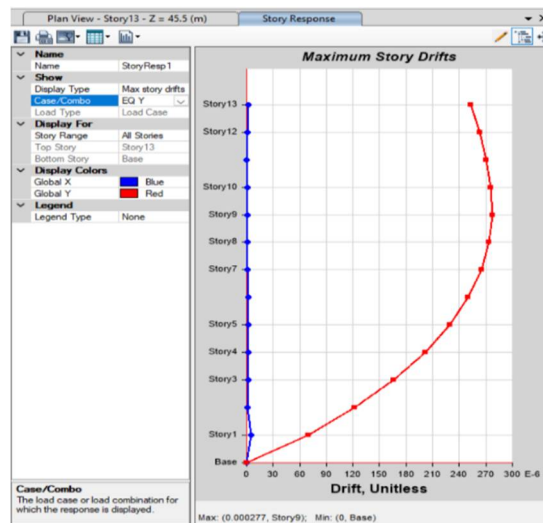 Plan View - Story13 - Z = 45.5 (m)
Story Response
Name
Name StoryResp1
Show
Display Type Max story drifts
Case/Combo EQ Y
Load Type Load Case
Display For
Story Range All Stories
Top Story Story13
Bottom Story Base
Display Colors
Global X Blue
Global Y Red
Legend
Legend Type None
Case/Combo
The load case or load combination for
which the response is displayed.
Maximum Story Drifts
Story13
Story12
Story10
Story9
Story8
Story7
Story5
Story4
Story3
Story1
Base
0 30 60 90 120 150 180 210 240 270 300 E-6
Drift, Unitless
Max: (0.000277, Story9); Min: (0, Base)